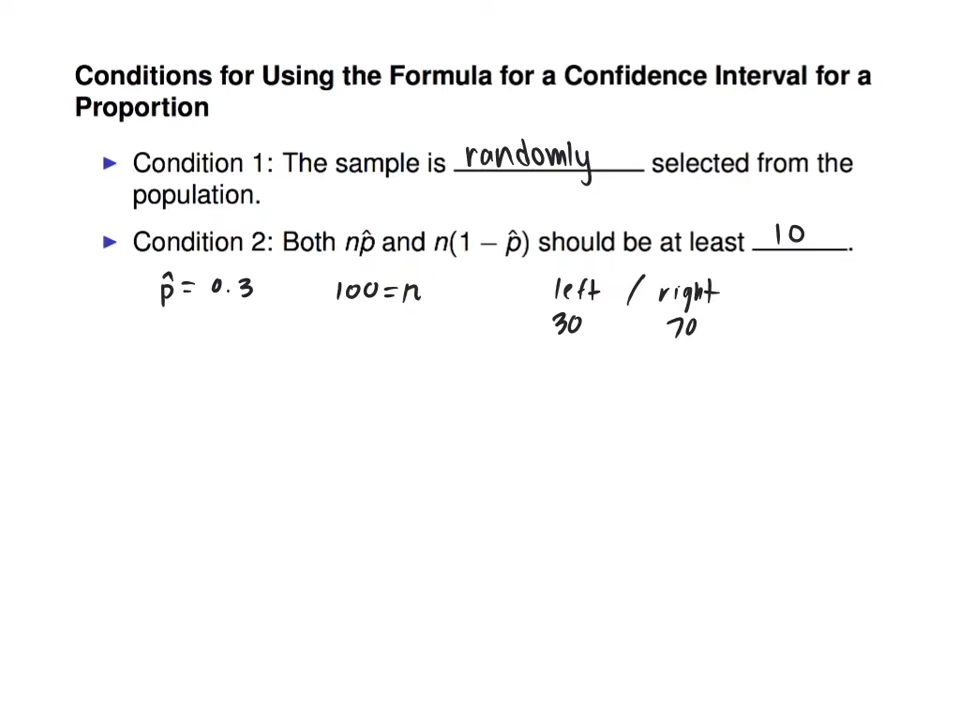 Conditions for Using the Formula for a Confidence Interval for a
Proportion
► Condition 1: The sample is randomly selected from the
population.
► Condition 2: Both np̂ and n(1 − p̂) should be at least 10.
p̂ = 0.3 100=n left / right
30 70